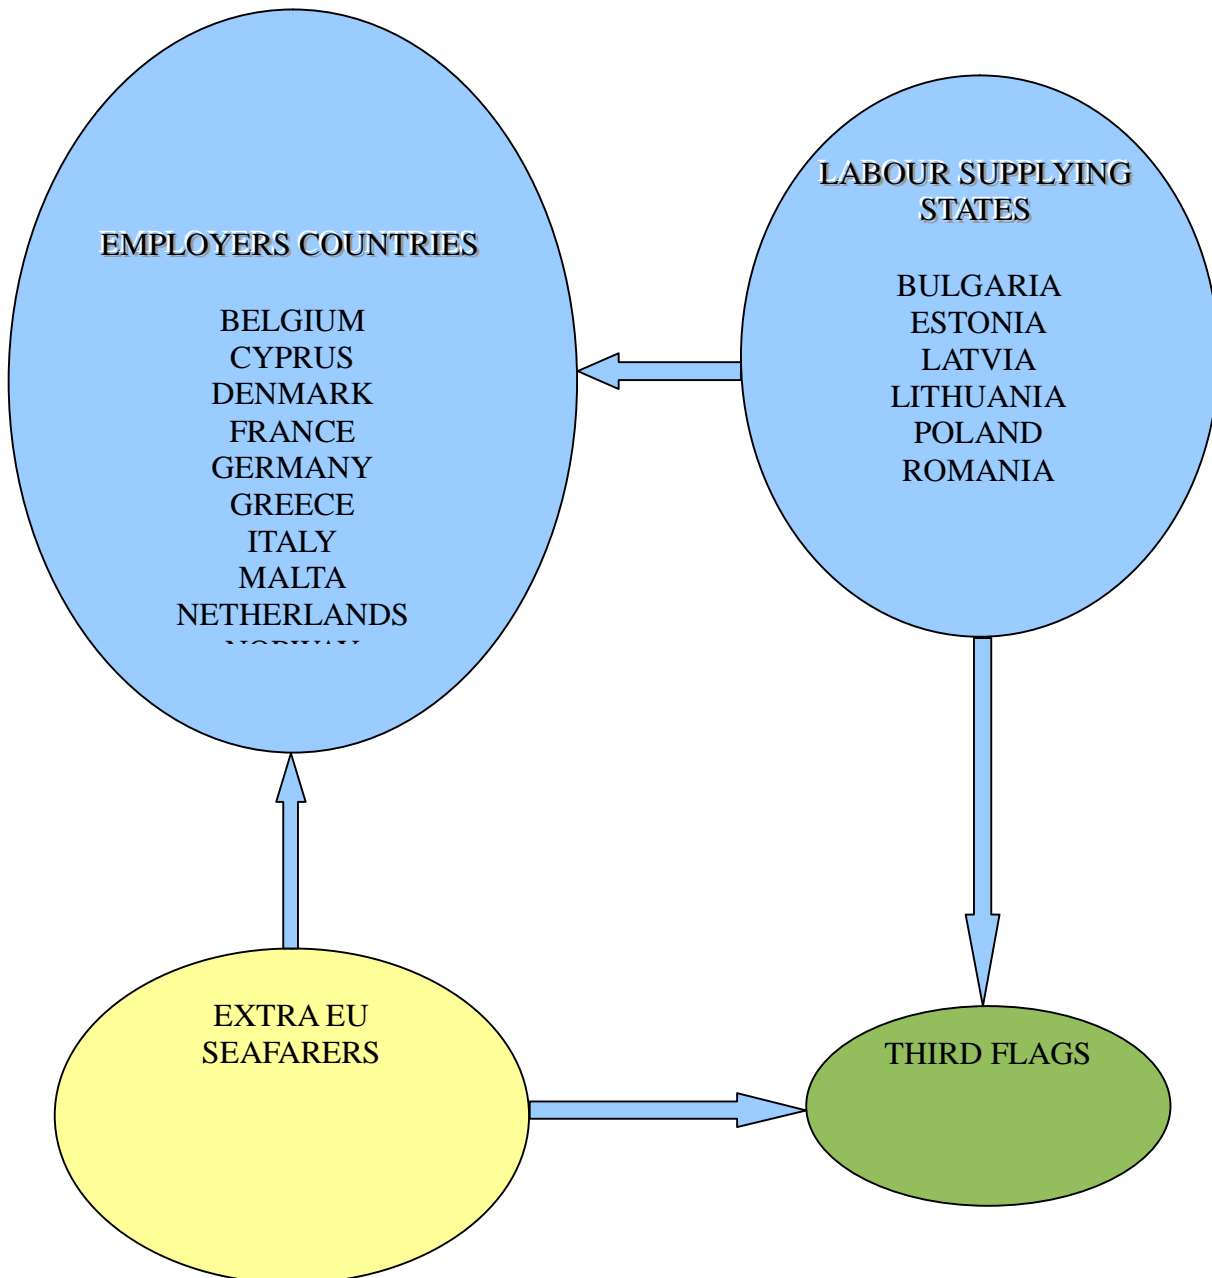 EMPLOYERS COUNTRIES
BELGIUM
CYPRUS
DENMARK
FRANCE
GERMANY
GREECE
ITALY
MALTA
NETHERLANDS
LABOUR SUPPLYING
STATES
BULGARIA
ESTONIA
LATVIA
LITHUANIA
POLAND
ROMANIA
EXTRA EU
SEAFARERS
THIRD FLAGS